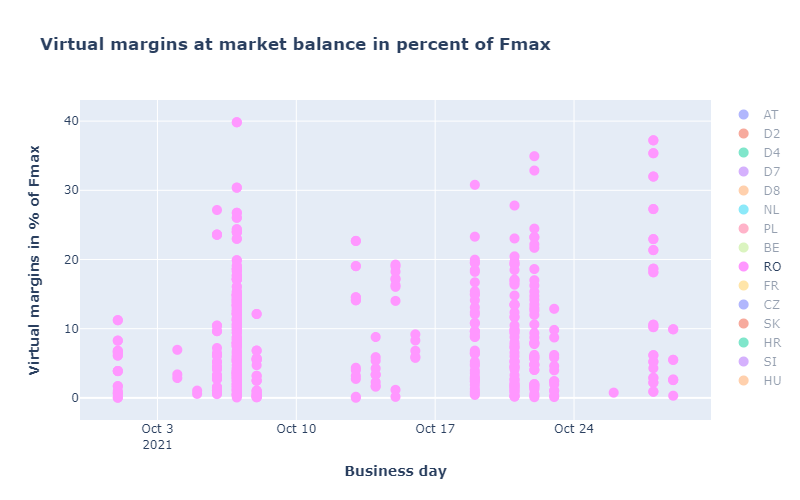 Virtual margins at market balance in percent of Fmax
Virtual margins in % of Fmax
40
30
20
10
0
Oct 3
2021
Oct 10
Oct 17
Oct 24
Business day
AT
D2
D4
D7
D8
NL
PL
BE
RO
FR
CZ
SK
HR
SI
HU